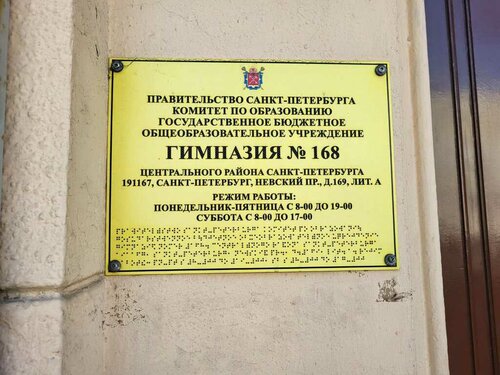 ПРАВИТЕЛЬСТВО САНКТ-ПЕТЕРБУРГА
КОМИТЕТ ПО ОБРАЗОВАНИЮ
ГОСУДАРСТВЕННОЕ БЮДЖЕТНОЕ
ОБЩЕОБРАЗОВАТЕЛЬНОЕ УЧРЕЖДЕНИЕ
ГИМНАЗИЯ № 168
ЦЕНТРАЛЬНОГО РАЙОНА САНКТ-ПЕТЕРБУРГА
191167, САНКТ-ПЕТЕРБУРГ, НЕВСКИЙ ПР., Д.169, ЛИТ. А
РЕЖИМ РАБОТЫ:
ПОНЕДЕЛЬНИК-ПЯТНИЦА С 8-00 ДО 19-00
СУББОТА С 8-00 ДО 17-00